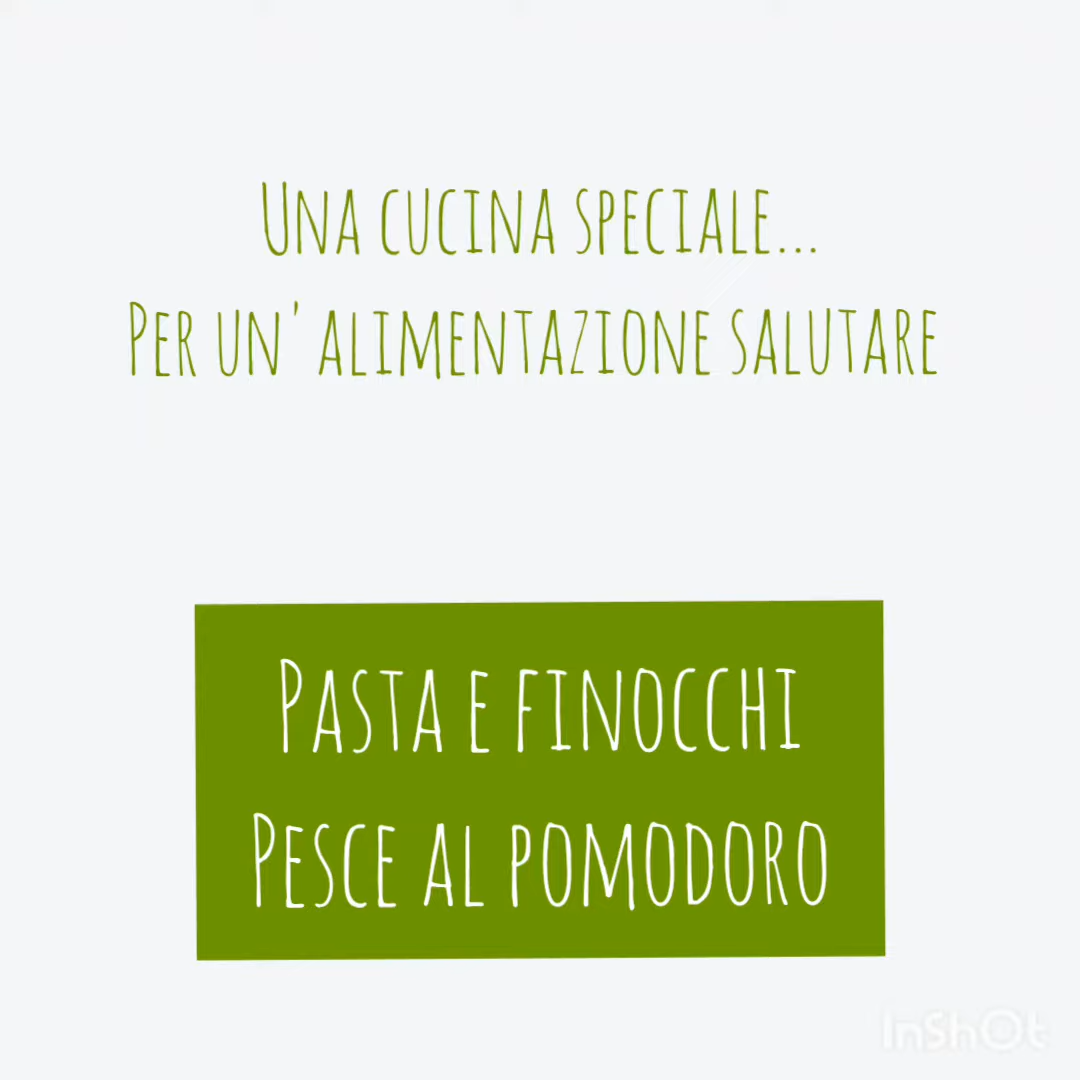 Una cucina speciale...
Per un'alimentazione salutare
Pasta e finocchi
Pesce al pomodoro
InShOt